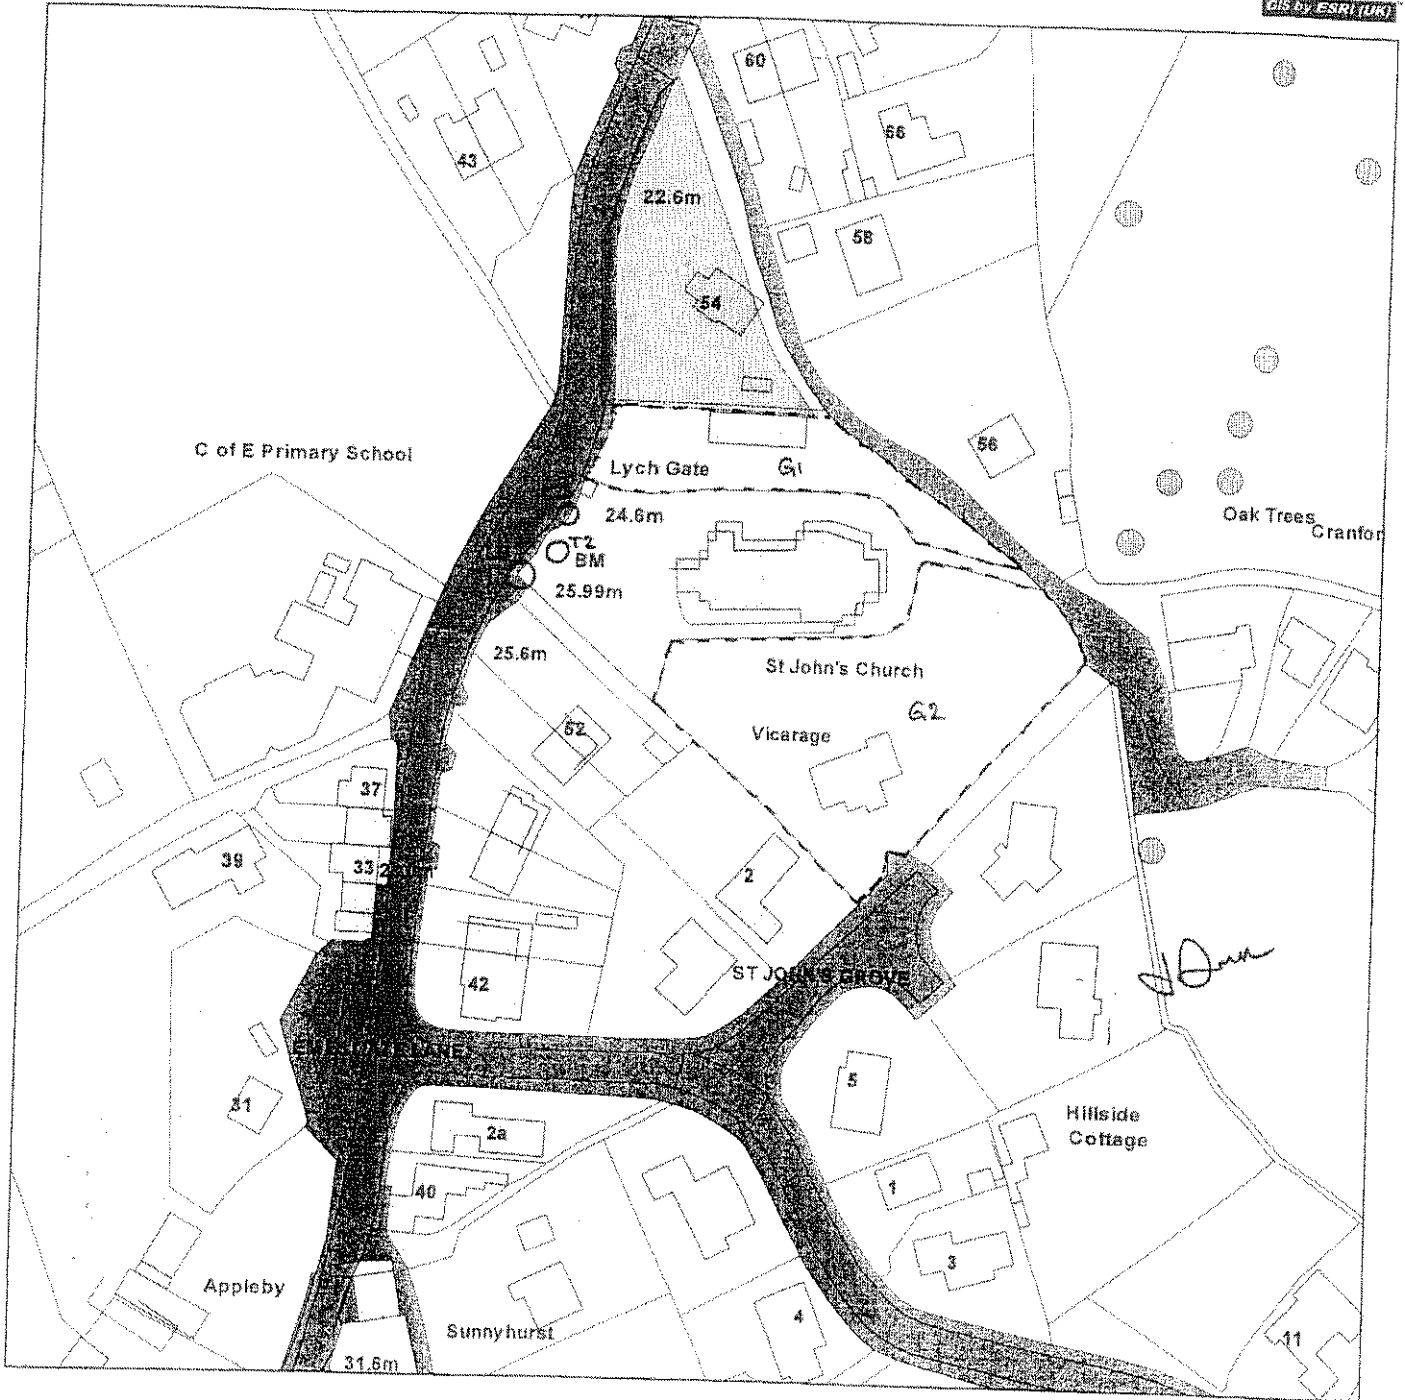 GIS by ESRI (UK)
60
66
43
22.6m
58
54
C of E Primary School
56
Lych Gate
G1
24.6m
Oak Trees
Cranfor
T2
BM
25.99m
25.6m
St John's Church
G2
52
Vicarage
37
39
33
2
ST JOHN'S GROVE
42
LANE
5
31
Hillside
Cottage
2a
1
40
3
Appleby
4
Sunnyhurst
11
31.6m